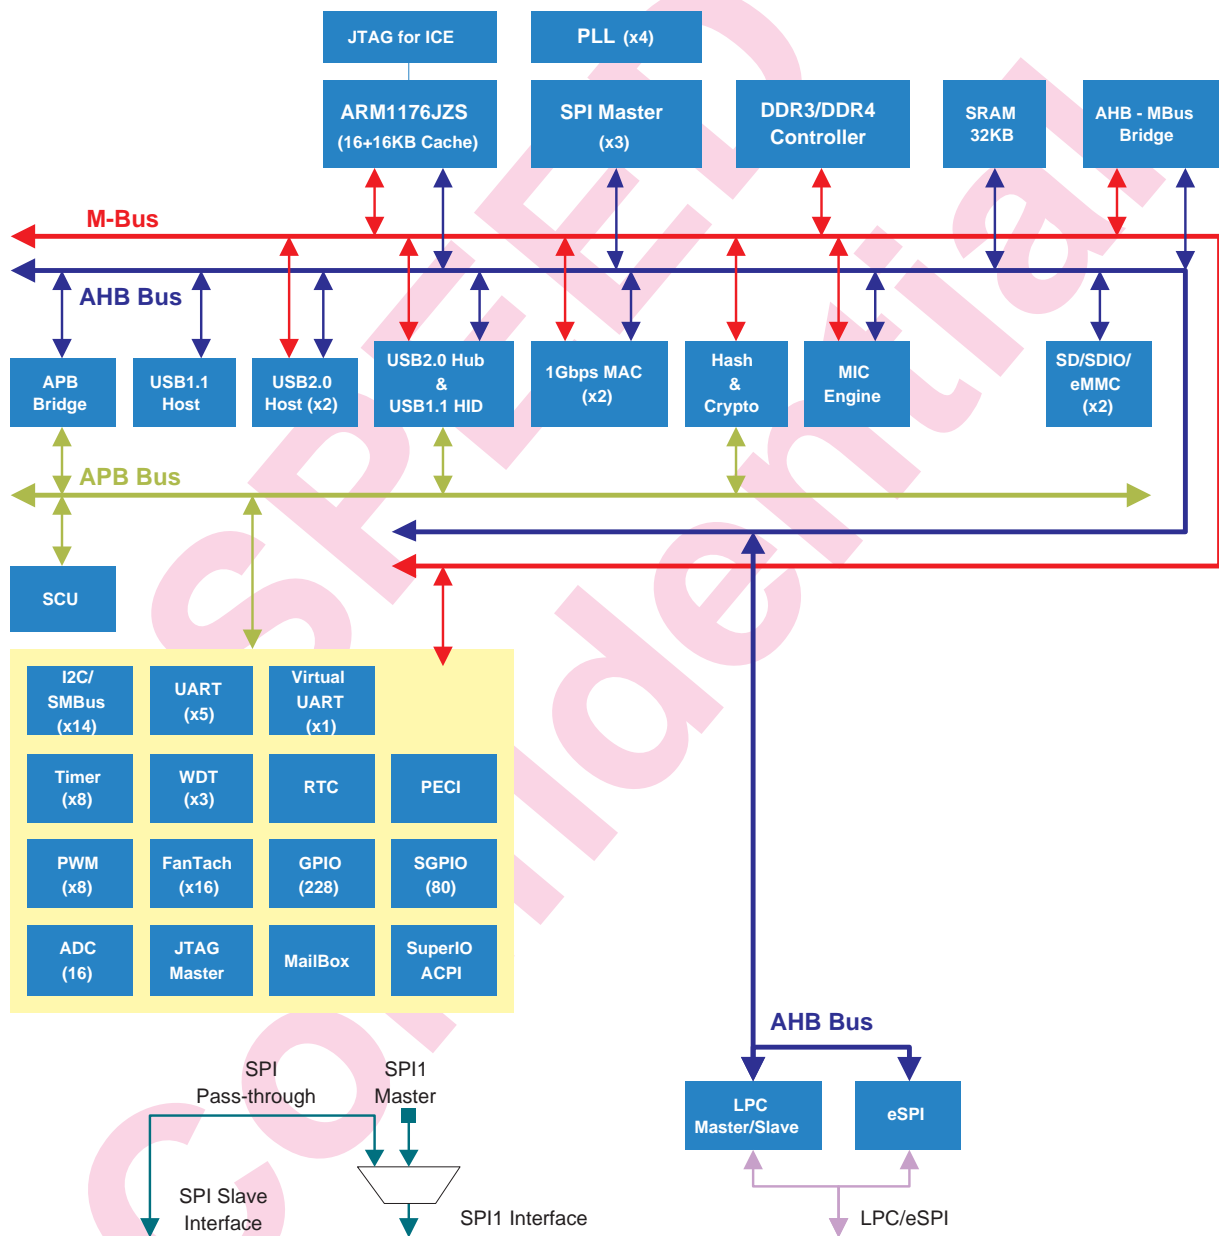 JTAG for ICE
PLL (x4)
ARM1176JZS
(16+16KB Cache)
SPI Master
(x3)
DDR3/DDR4
Controller
SRAM
32KB
AHB - MBus
Bridge
M-Bus
AHB Bus
APB
Bridge
USB1.1
Host
USB2.0
Host (x2)
USB2.0 Hub
&
USB1.1 HID
1Gbps MAC
(x2)
Hash
&
Crypto
MIC
Engine
SD/SDIO/
eMMC
(x2)
APB Bus
SCU
I2C/
SMBus
(x14)
UART
(x5)
Virtual
UART
(x1)
Timer
(x8)
WDT
(x3)
RTC
PECI
PWM
(x8)
FanTach
(x16)
GPIO
(228)
SGPIO
(80)
ADC
(16)
JTAG
Master
MailBox
SuperIO
ACPI
AHB Bus
SPI
Pass-through
SPI1
Master
LPC
Master/Slave
eSPI
SPI Slave
Interface
SPI1 Interface
LPC/eSPI
ASPEED
Confidential